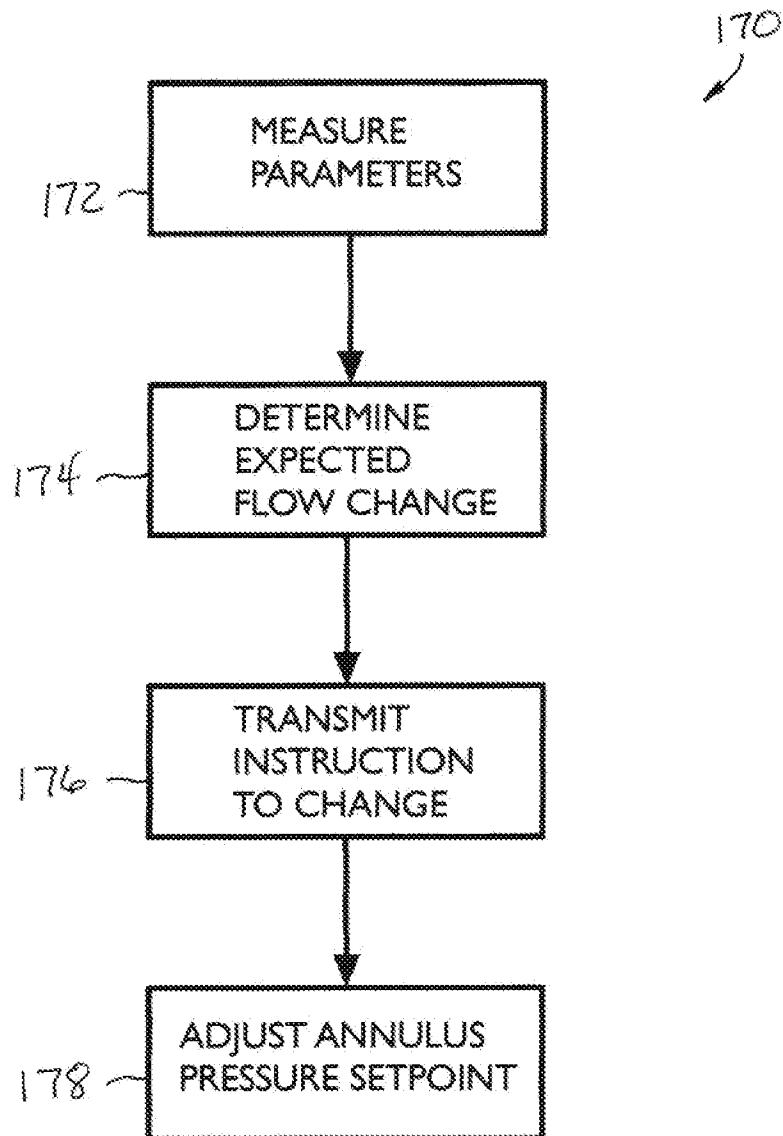 170
MEASURE
PARAMETERS
172
DETERMINE
EXPECTED
FLOW CHANGE
174
TRANSMIT
INSTRUCTION
TO CHANGE
176
ADJUST ANNULUS
PRESSURE SETPOINT
178